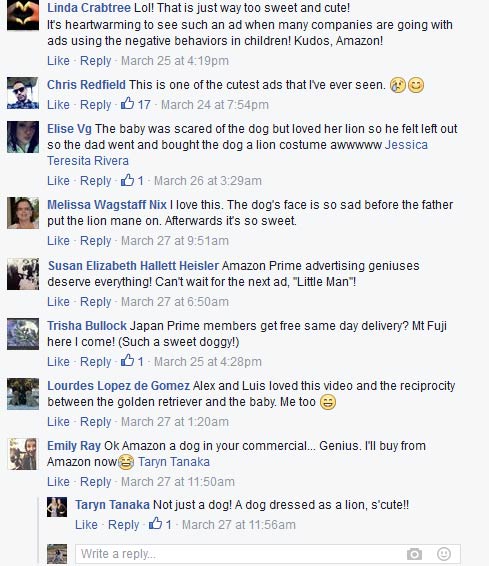 Linda Crabtree Lol! That is just way too sweet and cute!
It's heartwarming to see such an ad when many companies are going with
ads using the negative behaviors in children! Kudos, Amazon!
Like · Reply · March 25 at 4:19pm
Chris Redfield This is one of the cutest ads that I've ever seen.
Like · Reply · 17 · March 24 at 7:54pm
Elise Vg The baby was scared of the dog but loved her lion so he felt left out
so the dad went and bought the dog a lion costume awwwww Jessica
Teresita Rivera
Like · Reply · 1 · March 26 at 3:29am
Melissa Wagstaff Nix I love this. The dog's face is so sad before the father
put the lion mane on. Afterwards it's so sweet.
Like · Reply · March 27 at 9:51am
Susan Elizabeth Hallett Heisler Amazon Prime advertising geniuses
deserve everything! Can't wait for the next ad, "Little Man"!
Like · Reply · March 27 at 6:50am
Trisha Bullock Japan Prime members get free same day delivery? Mt Fuji
here I come! (Such a sweet doggy!)
Like · Reply · 1 · March 25 at 4:28pm
Lourdes Lopez de Gomez Alex and Luis loved this video and the reciprocity
between the golden retriever and the baby. Me too
Like · Reply · March 27 at 1:20am
Emily Ray Ok Amazon a dog in your commercial... Genius. I'll buy from
Amazon now Taryn Tanaka
Like · Reply · March 27 at 11:50am
Taryn Tanaka Not just a dog! A dog dressed as a lion, s'cute!!
Like · Reply · 1 · March 27 at 11:56am
Write a reply...